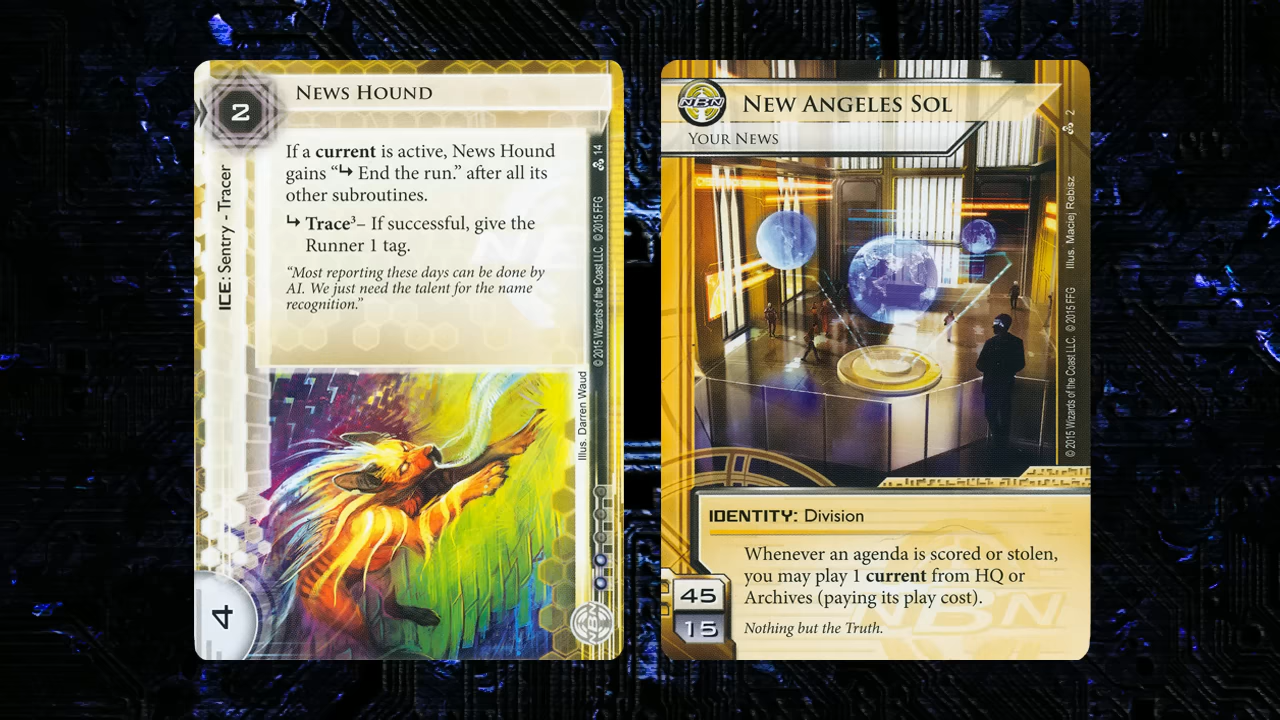 2
NEWS HOUND
If a current is active, News Hound
gains “↳ End the run.” after all its
other subroutines.
↳ Trace³– If successful, give the
Runner 1 tag.
“Most reporting these days can be done by
AI. We just need the talent for the name
recognition.”
ICE: Sentry - Tracer
14
© 2015 Wizards of the Coast LLC. © 2015 FFG
Illus. Darren Waud
4
NBN
NEW ANGELES SOL
YOUR NEWS
2
Illus. Maciej Rebisz
© 2015 Wizards of the Coast LLC. © 2015 FFG
IDENTITY: Division
Whenever an agenda is scored or stolen,
you may play 1 current from HQ or
Archives (paying its play cost).
Nothing but the Truth.
45
15
NBN